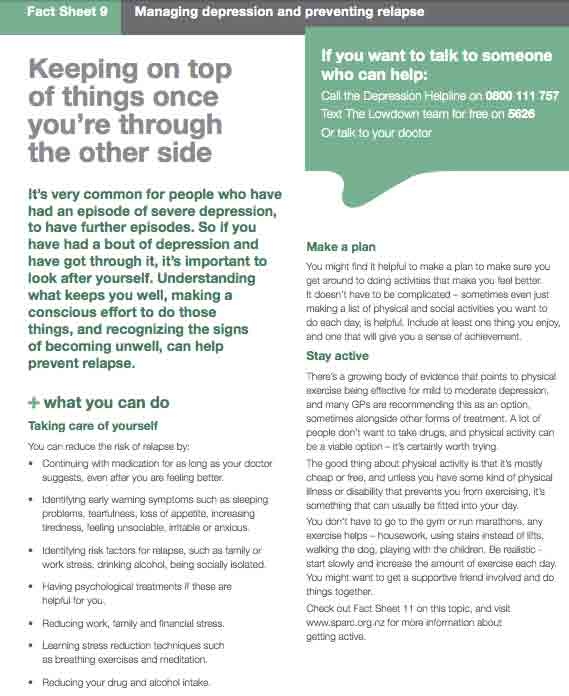 Fact Sheet 9
Managing depression and preventing relapse
Keeping on top
of things once
you're through
the other side
It's very common for people who have
had an episode of severe depression,
to have further episodes. So if you
have had a bout of depression and
have got through it, it's important to
look after yourself. Understanding
what keeps you well, making a
conscious effort to do those
things, and recognizing the signs
of becoming unwell, can help
prevent relapse.
+ what you can do
Taking care of yourself
You can reduce the risk of relapse by:
• Continuing with medication for as long as your doctor
suggests, even after you are feeling better.
• Identifying early warning symptoms such as sleeping
problems, tearfulness, loss of appetite, increasing
tiredness, feeling unsociable, irritable or anxious.
• Identifying risk factors for relapse, such as family or
work stress, drinking alcohol, being socially isolated.
• Having psychological treatments if these are
helpful for you.
• Reducing work, family and financial stress.
• Learning stress reduction techniques such
as breathing exercises and meditation.
• Reducing your drug and alcohol intake.
If you want to talk to someone
who can help:
Call the Depression Helpline on 0800 111 757
Text The Lowdown team for free on 5626
Or talk to your doctor
Make a plan
You might find it helpful to make a plan to make sure you
get around to doing activities that make you feel better.
It doesn't have to be complicated – sometimes even just
making a list of physical and social activities you want to
do each day, is helpful. Include at least one thing you enjoy,
and one that will give you a sense of achievement.
Stay active
There's a growing body of evidence that points to physical
exercise being effective for mild to moderate depression,
and many GPs are recommending this as an option,
sometimes alongside other forms of treatment. A lot of
people don't want to take drugs, and physical activity can
be a viable option – it's certainly worth trying.
The good thing about physical activity is that it's mostly
cheap or free, and unless you have some kind of physical
illness or disability that prevents you from exercising, it's
something that can usually be fitted into your day.
You don't have to go to the gym or run marathons, any
exercise helps – housework, using stairs instead of lifts,
walking the dog, playing with the children. Be realistic -
start slowly and increase the amount of exercise each day.
You might want to get a supportive friend involved and do
things together.
Check out Fact Sheet 11 on this topic, and visit
www.sparc.org.nz for more information about
getting active.